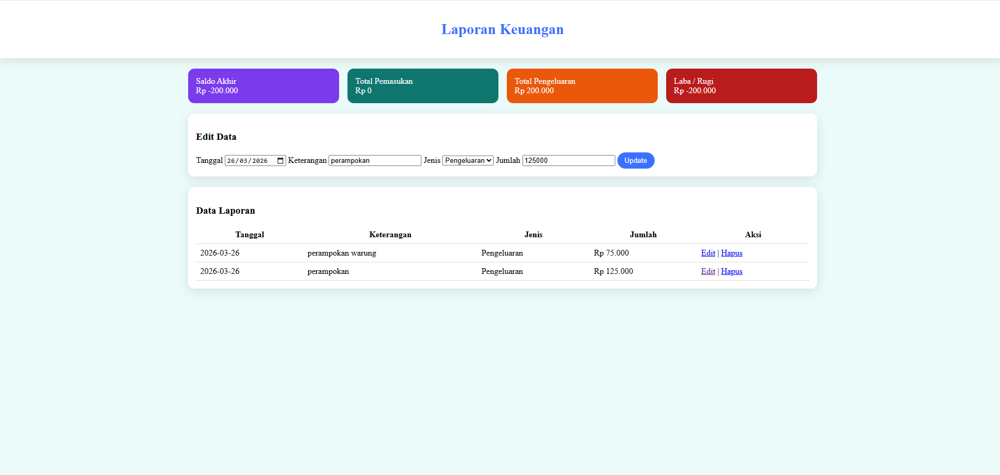 Laporan Keuangan
Saldo Akhir
Rp -200.000
Total Pemasukan
Rp 0
Total Pengeluaran
Rp 200.000
Laba / Rugi
Rp -200.000
Edit Data
Tanggal 26/03/2026 Keterangan perampokan Jenis Pengeluaran Jumlah 125000 Update
Data Laporan
Tanggal Keterangan Jenis Jumlah Aksi
2026-03-26 perampokan warung Pengeluaran Rp 75.000 Edit | Hapus
2026-03-26 perampokan Pengeluaran Rp 125.000 Edit | Hapus